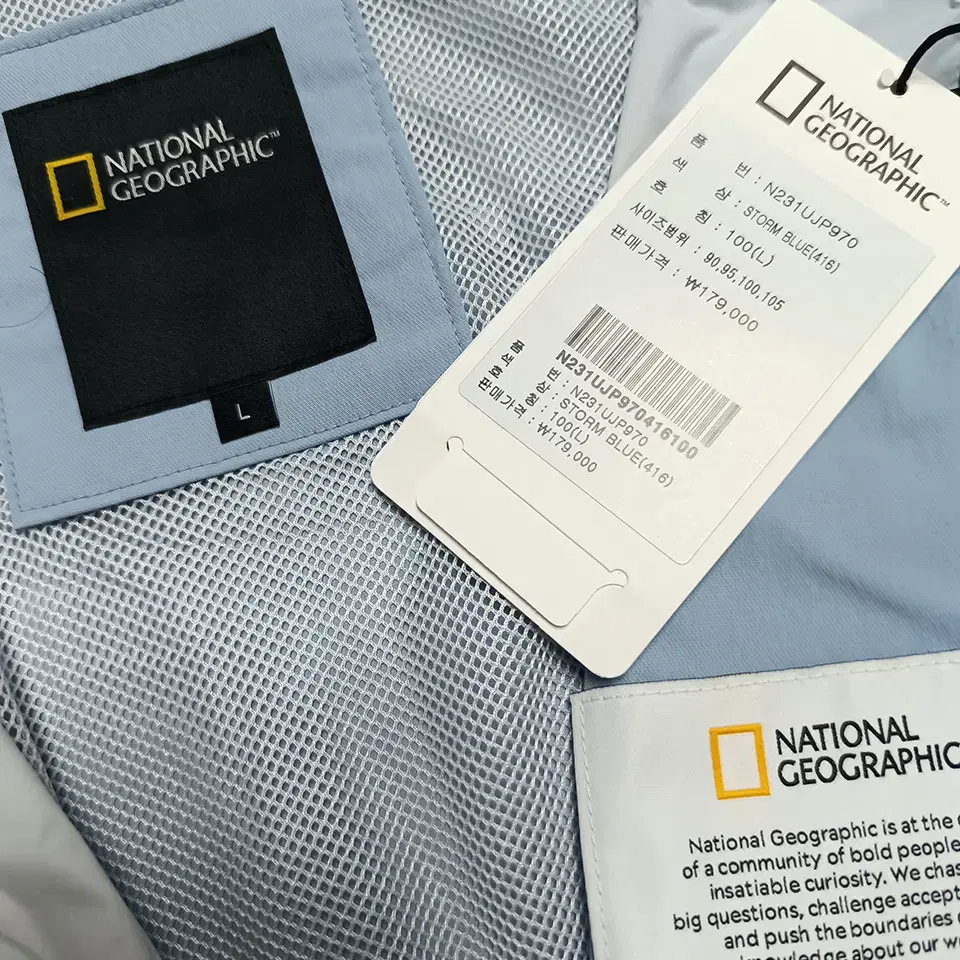 NATIONAL
GEOGRAPHIC™
L
NATIONAL
GEOGRAPHIC™
품 번 : N231UJP970
색 상 : STORM BLUE(416)
호 칭 : 100(L)
사이즈범위 : 90,95,100,105
판매가격 : ₩179,000
N231UJP970416100
품 번 : N231UJP970
색 상 : STORM BLUE(416)
호 칭 : 100(L)
판매가격 : ₩179,000
NATIONAL
GEOGRAPHIC
National Geographic is at the
of a community of bold people
insatiable curiosity. We
big questions, challenge
and push the boundaries
knowledge about our